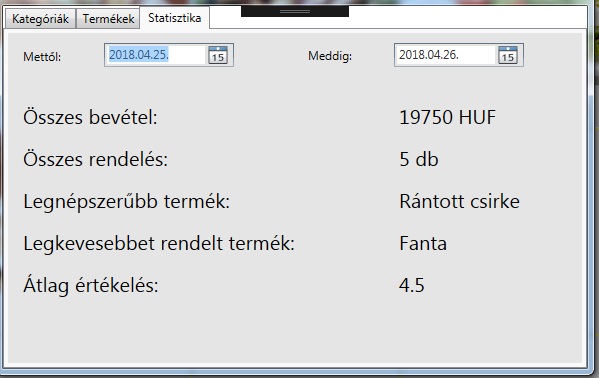 Kategóriák Termékek Statisztika
Mettől: 2018.04.25. 15 Meddig: 2018.04.26. 15
Összes bevétel: 19750 HUF
Összes rendelés: 5 db
Legnépszerűbb termék: Rántott csirke
Legkevesebbet rendelt termék: Fanta
Átlag értékelés: 4.5